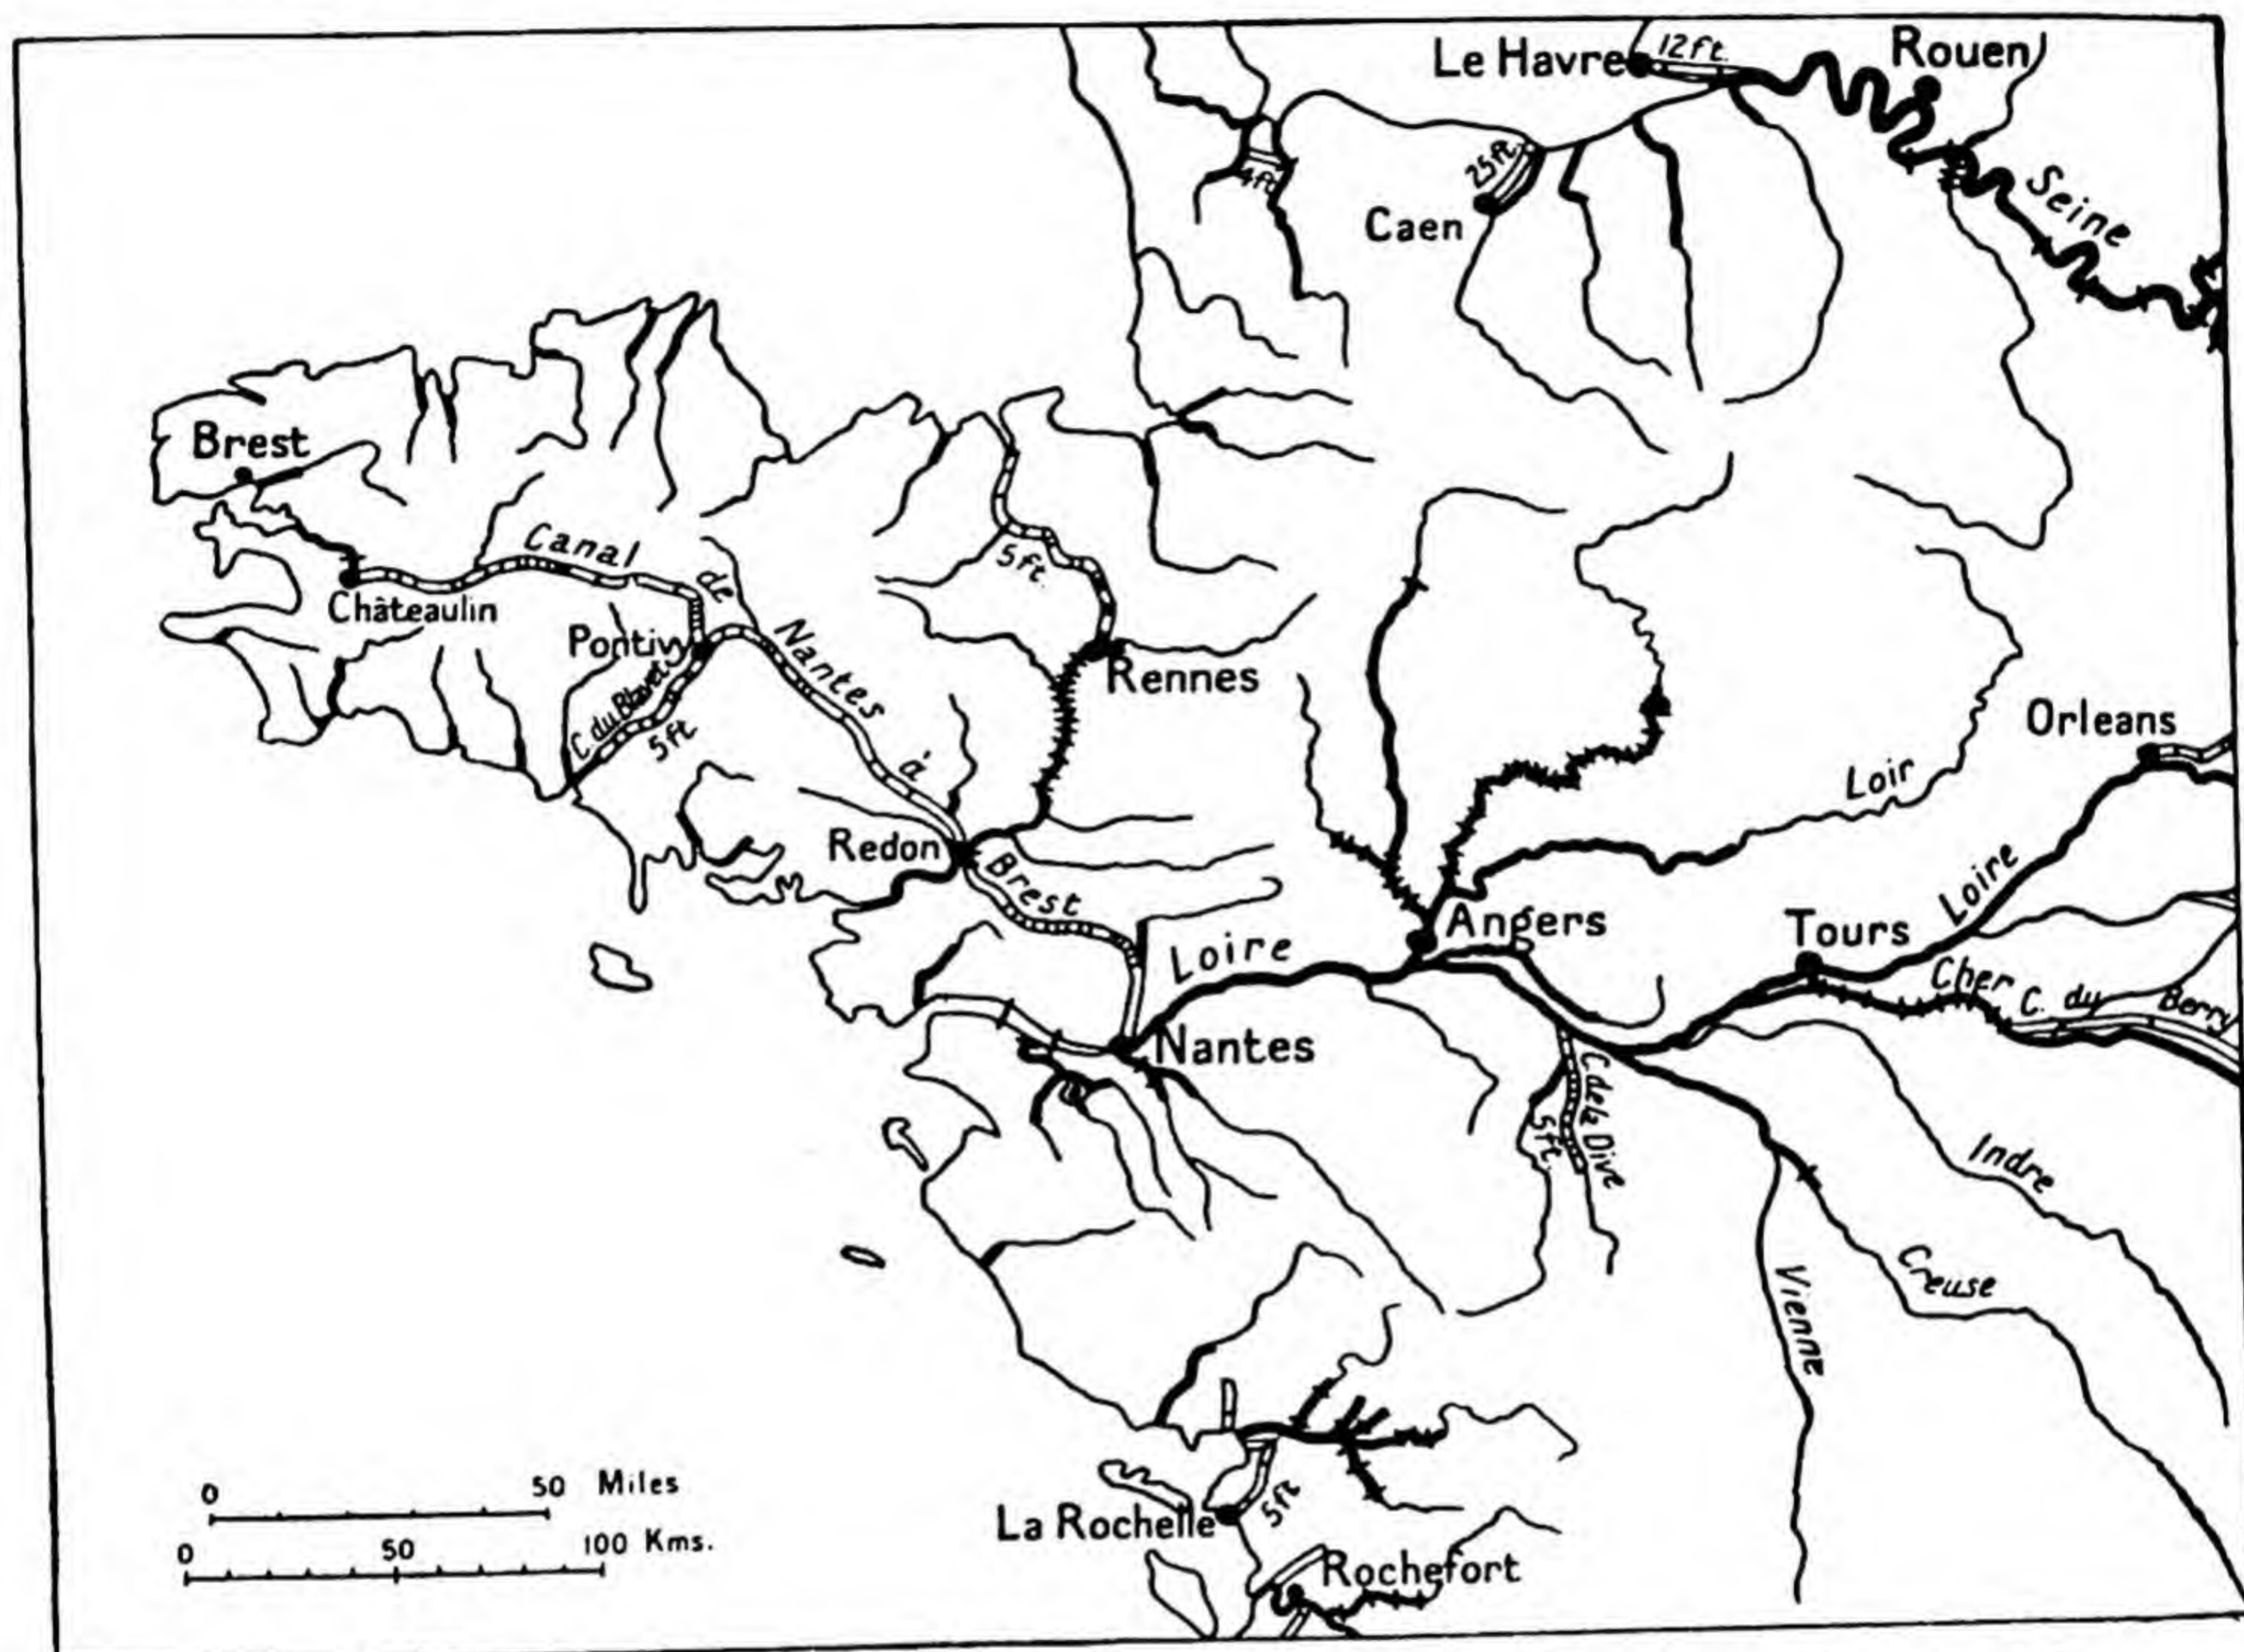 Le Havre
12ft.
Rouen
Seine
25ft.
4ft
Caen
Brest
Canal
de
Nantes
à
Brest
Châteaulin
Pontivy
C. du Blavet
5ft
5ft.
Rennes
Redon
Orleans
Loir
Loire
Angers
Tours
Loire
Cher
C. du Berry
Nantes
C de la Dive
5ft.
Indre
Creuse
Vienne
La Rochelle
5ft
Rochefort
0 50 Miles
0 50 100 Kms.